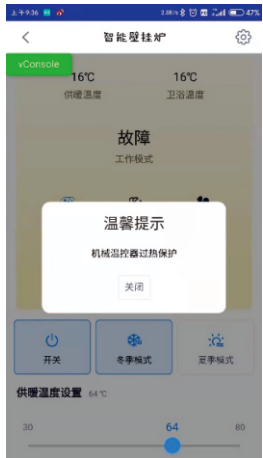 上午9:36 2.8K/s 47%
智能壁挂炉
vConsole
16℃ 16℃
供暖温度 卫浴温度
故障
工作模式
温馨提示
机械温控器过热保护
关闭
开关 冬季模式 夏季模式
供暖温度设置 64℃
30 64 80